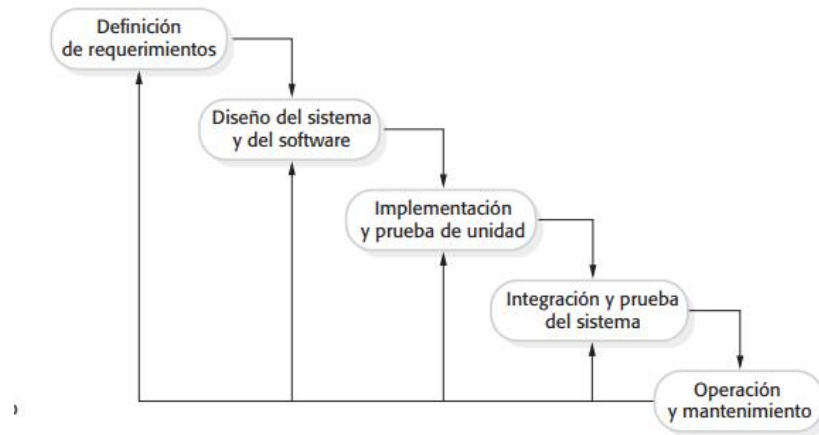 Definición
de requerimientos
Diseño del sistema
y del software
Implementación
y prueba de unidad
Integración y prueba
del sistema
Operación
y mantenimiento